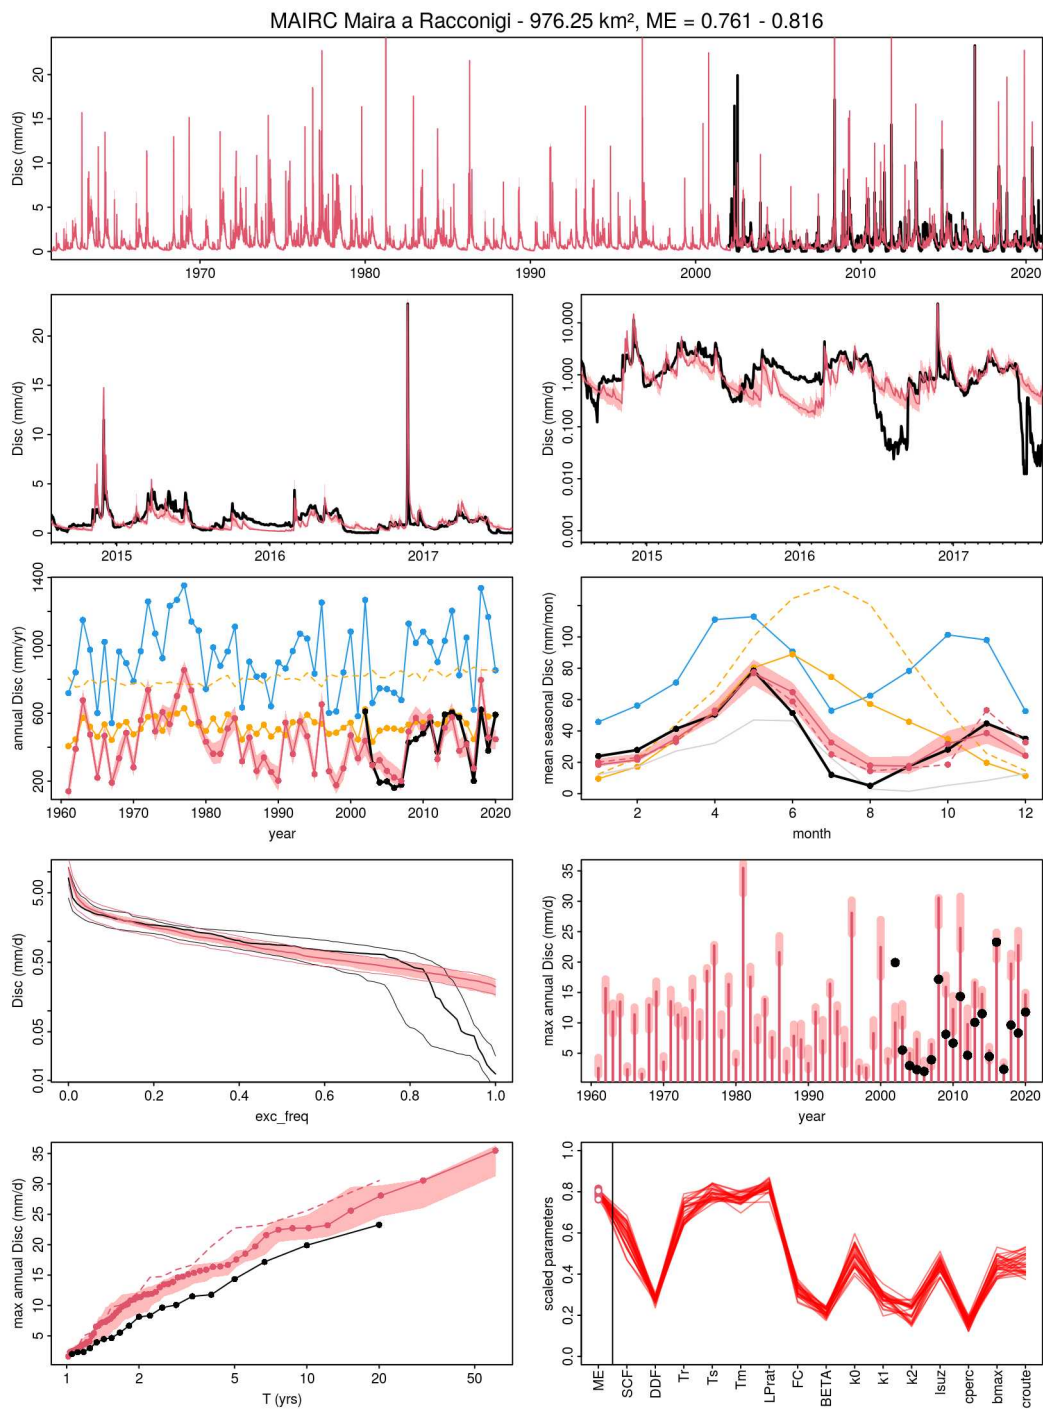 MAIRC Maira a Racconigi - 976.25 km², ME = 0.761 - 0.816
Disc (mm/d)
0 5 10 15 20
1970 1980 1990 2000 2010 2020
Disc (mm/d)
0 5 10 15 20
2015 2016 2017
Disc (mm/d)
0.001 0.010 0.100 1.000 10.000
2015 2016 2017
annual Disc (mm/yr)
200 600 1000 1400
1960 1970 1980 1990 2000 2010 2020
year
mean seasonal Disc (mm/mon)
0 20 40 60 80 100
2 4 6 8 10 12
month
Disc (mm/d)
0.01 0.05 0.50 5.00
0.0 0.2 0.4 0.6 0.8 1.0
exc_freq
max annual Disc (mm/d)
5 10 15 20 25 30 35
1960 1970 1980 1990 2000 2010 2020
year
max annual Disc (mm/d)
5 10 15 20 25 30 35
1 2 5 10 20 50
T (yrs)
scaled parameters
0.0 0.2 0.4 0.6 0.8 1.0
ME SCF DDF Tr Ts Tm LPrat FC BETA k0 k1 k2 lsuz cperc bmax croute